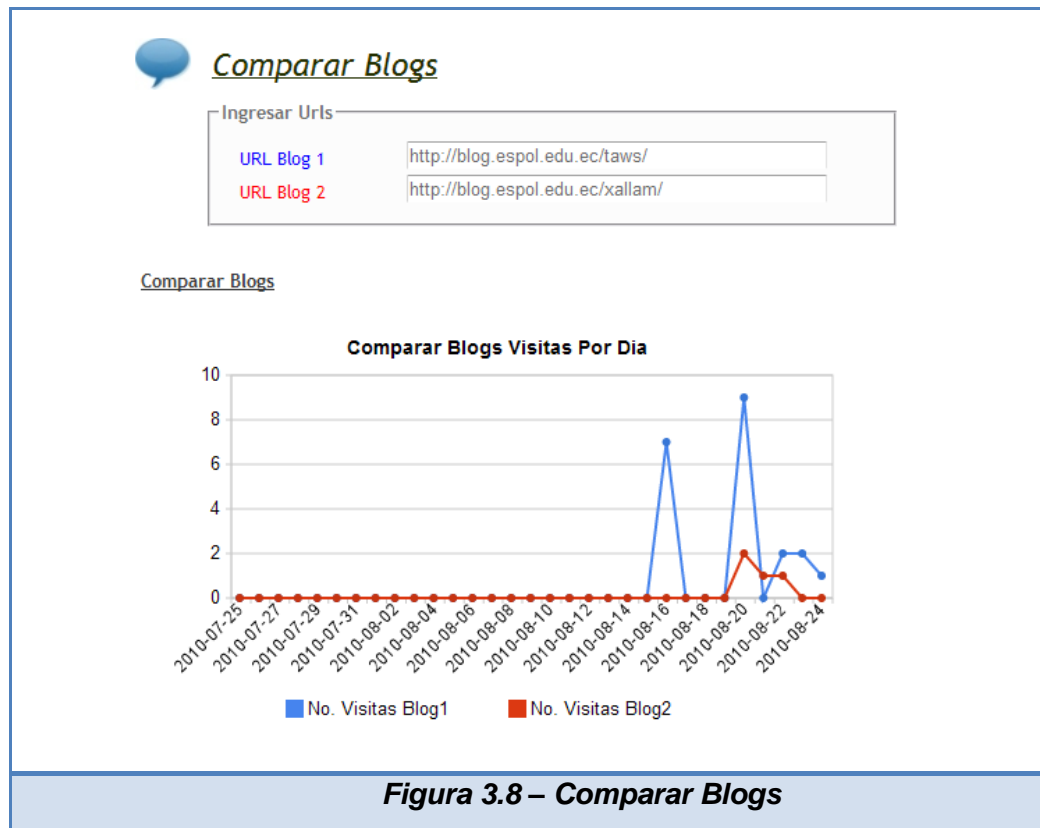 Comparar Blogs
Ingresar Urls
URL Blog 1 http://blog.espol.edu.ec/taws/
URL Blog 2 http://blog.espol.edu.ec/xallam/
Comparar Blogs
Comparar Blogs Visitas Por Dia
10
8
6
4
2
0
2010-07-25 2010-07-27 2010-07-29 2010-07-31 2010-08-02 2010-08-04 2010-08-06 2010-08-08 2010-08-10 2010-08-12 2010-08-14 2010-08-16 2010-08-18 2010-08-20 2010-08-22 2010-08-24
No. Visitas Blog1 No. Visitas Blog2
Figura 3.8 – Comparar Blogs